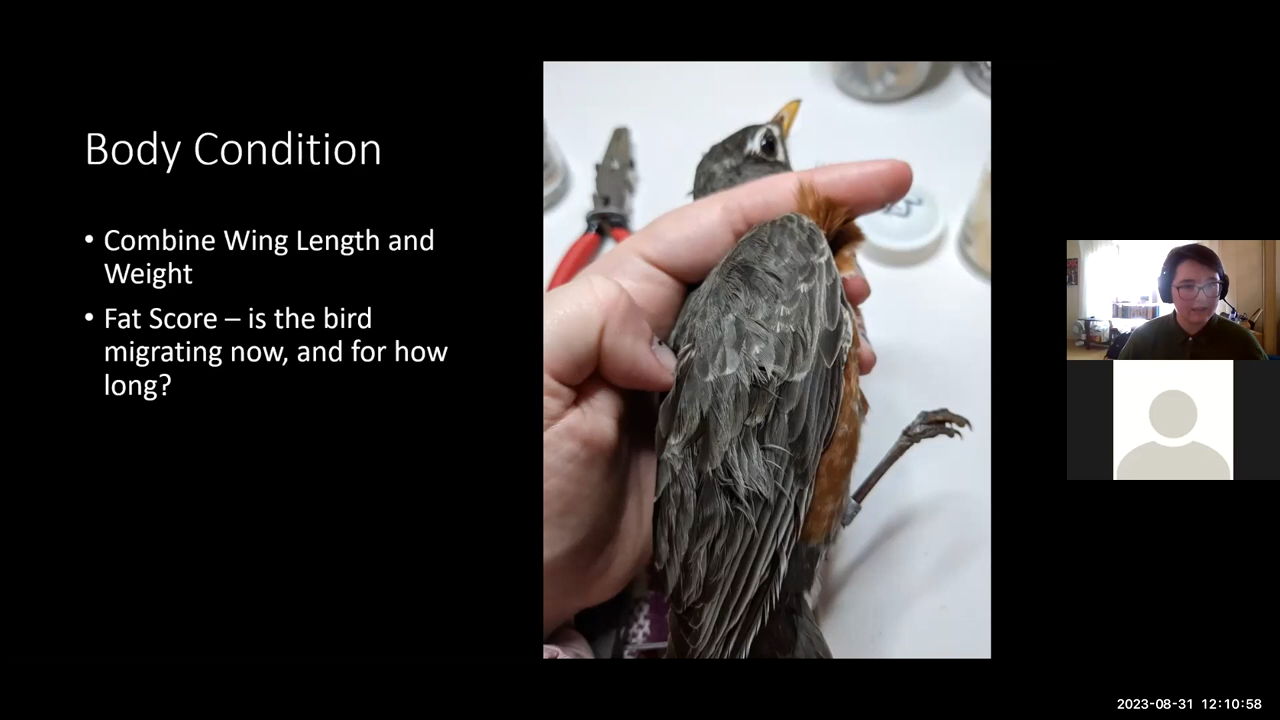 Body Condition
• Combine Wing Length and
Weight
• Fat Score – is the bird
migrating now, and for how
long?
2023-08-31 12:10:58